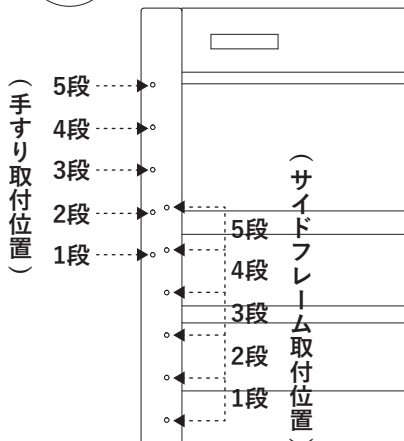 （手すり取付位置）
5段
4段
3段
2段
1段
（サイドフレーム取付位置）
5段
4段
3段
2段
1段